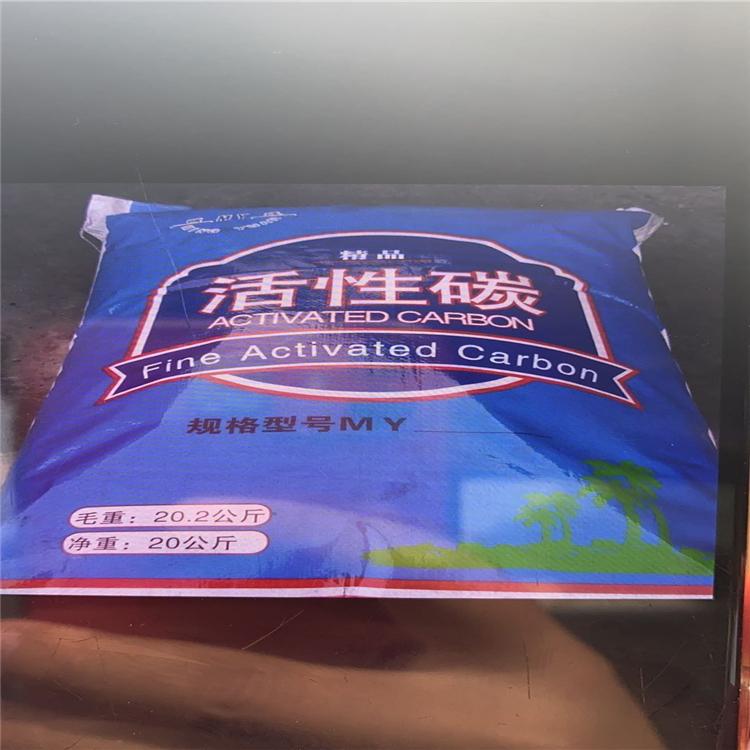 精品
活性碳
ACTIVATED CARBON
Fine Activated Carbon
规格型号MY
毛重：20.2公斤
净重：20公斤